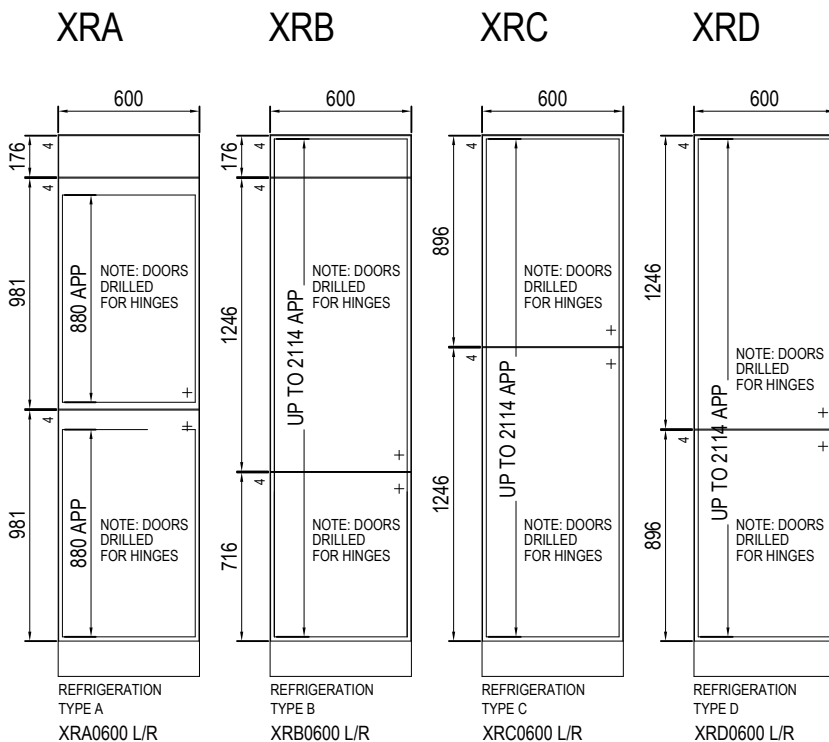 XRA
XRB
XRC
XRD
600
600
600
600
176
4
981
4
880 APP
NOTE: DOORS
DRILLED
FOR HINGES
981
4
880 APP
NOTE: DOORS
DRILLED
FOR HINGES
REFRIGERATION
TYPE A
XRA0600 L/R
176
4
1246
4
UP TO 2114 APP
NOTE: DOORS
DRILLED
FOR HINGES
716
4
NOTE: DOORS
DRILLED
FOR HINGES
REFRIGERATION
TYPE B
XRB0600 L/R
896
4
NOTE: DOORS
DRILLED
FOR HINGES
1246
4
UP TO 2114 APP
NOTE: DOORS
DRILLED
FOR HINGES
REFRIGERATION
TYPE C
XRC0600 L/R
1246
4
NOTE: DOORS
DRILLED
FOR HINGES
896
4
UP TO 2114 APP
NOTE: DOORS
DRILLED
FOR HINGES
REFRIGERATION
TYPE D
XRD0600 L/R